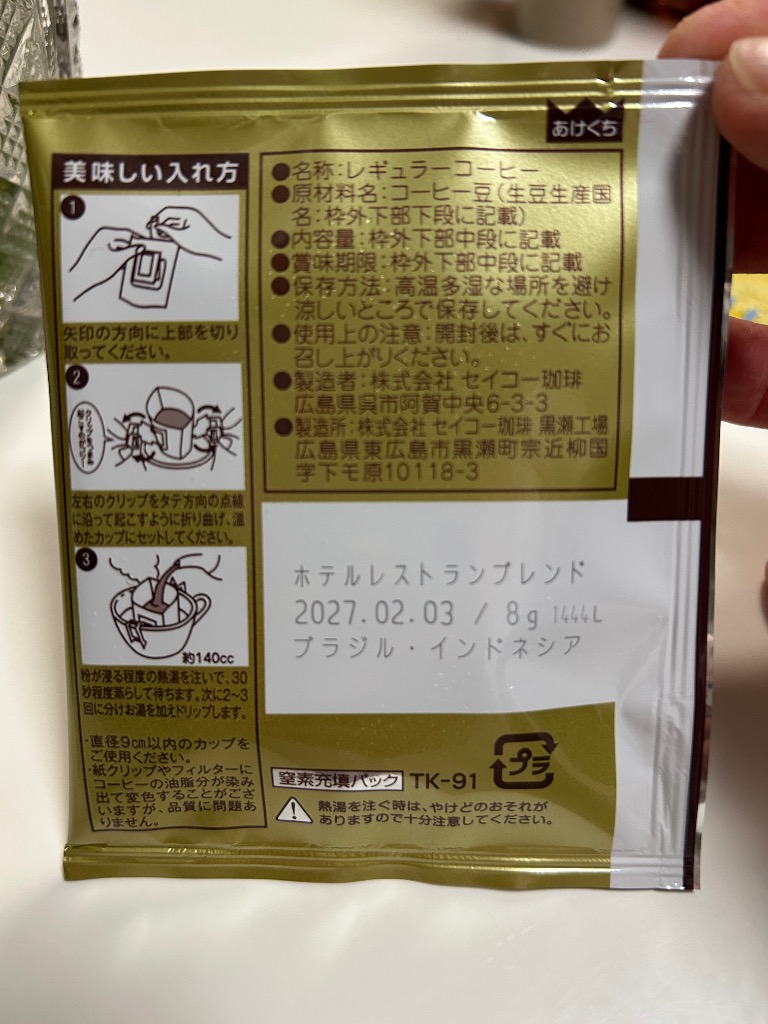 あけくち
美味しい入れ方
1
矢印の方向に上部を切り
取ってください。
2
左右のクリップをタテ方向の点線
に沿って起こすように折り曲げ、温
めたカップにセットしてください。
3
約140cc
粉が浸る程度の熱湯を注いで、30
秒程度蒸らして待ちます。次に2~3
回に分けお湯を加えドリップします。
・直径9cm以内のカップを
ご使用ください。
・紙クリップやフィルターに
コーヒーの油脂分が染み
出て変色することがござ
いますが、品質に問題あ
りません。
●名称:レギュラーコーヒー
●原材料名:コーヒー豆(生豆生産国
名:枠外下部下段に記載)
●内容量:枠外下部中段に記載
●賞味期限:枠外下部中段に記載
●保存方法:高温多湿な場所を避け
涼しいところで保存してください。
●使用上の注意:開封後は、すぐにお
召し上がりください。
●製造者:株式会社 セイコー珈琲
広島県呉市阿賀中央6-3-3
●製造所:株式会社 セイコー珈琲 黒瀬工場
広島県東広島市黒瀬町宗近柳国
字下モ原10118-3
ホテルレストランブレンド
2027.02.03 / 8g 1444L
ブラジル・インドネシア
窒素充填パック TK-91 プラ
熱湯を注ぐ時は、やけどのおそれが
ありますので十分注意してください。